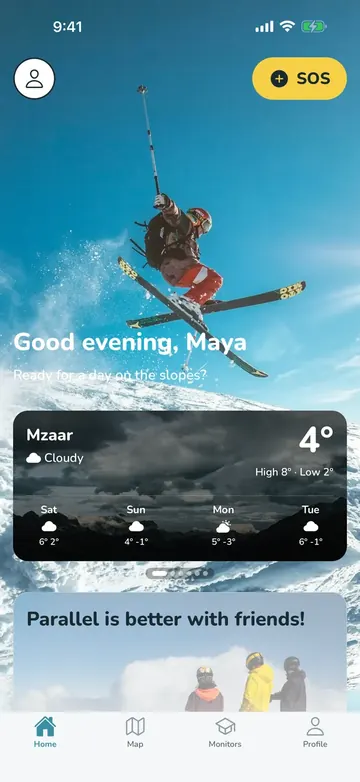 9:41
SOS
Good evening, Maya
Ready for a day on the slopes?
Mzaar
4°
Cloudy
High 8° · Low 2°
Sat Sun Mon Tue
6° 2° 4° -1° 5° -3° 6° -1°
Parallel is better with friends!
Home Map Monitors Profile